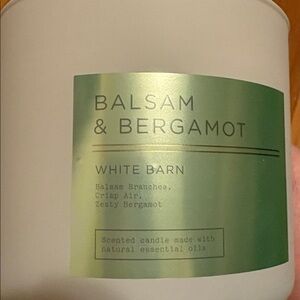 BALSAM
& BERGAMOT
WHITE BARN
Balsam Branches,
Crisp Air,
Zesty Bergamot
Scented candle made with
natural essential oils